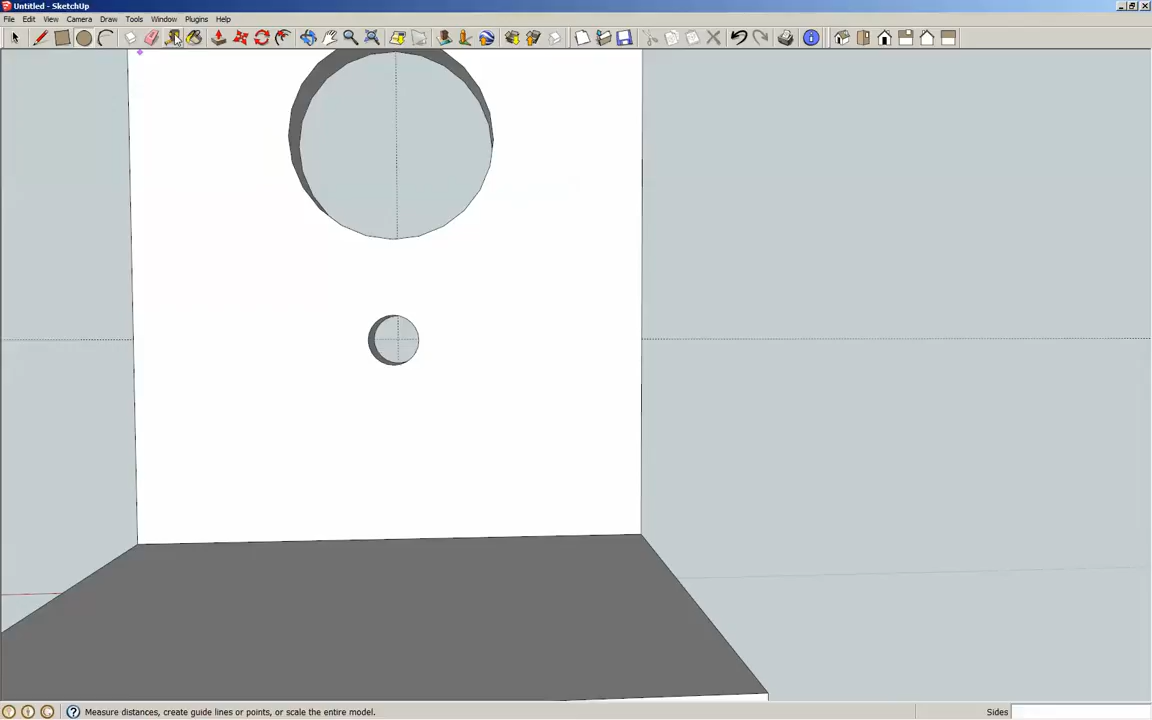 Untitled - SketchUp
File Edit View Camera Draw Tools Window Plugins Help
Measure distances, create guide lines or points, or scale the entire model.
Sides